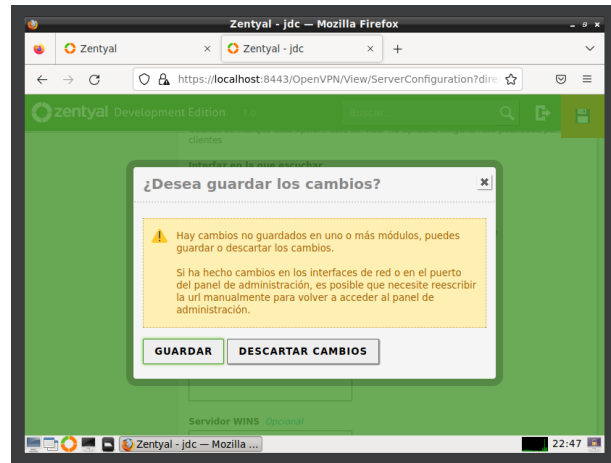 Zentyal - jdc — Mozilla Firefox
Zentyal
Zentyal - jdc
https://localhost:8443/OpenVPN/View/ServerConfiguration?dire
zentyal Development Edition
Buscar...
clientes
Interfaz en la que escuchar
¿Desea guardar los cambios?
Hay cambios no guardados en uno o más módulos, puedes
guardar o descartar los cambios.
Si ha hecho cambios en los interfaces de red o en el puerto
del panel de administración, es posible que necesite reescribir
la url manualmente para volver a acceder al panel de
administración.
GUARDAR
DESCARTAR CAMBIOS
Servidor WINS Opcional
Zentyal - jdc — Mozilla ...
22:47